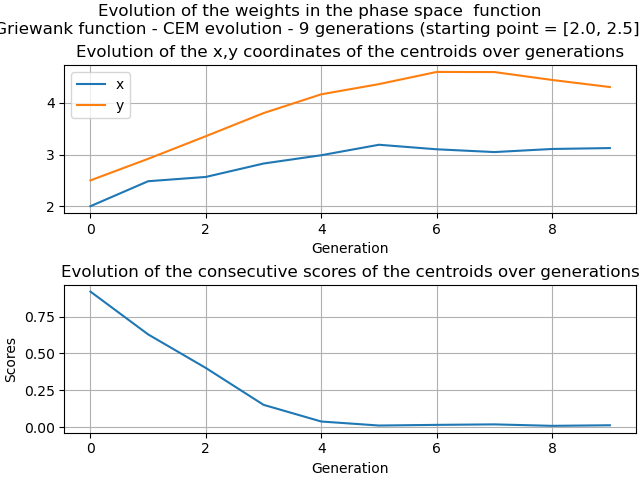 Evolution of the weights in the phase space  function
Griewank function - CEM evolution - 9 generations (starting point = [2.0, 2.5]
Evolution of the x,y coordinates of the centroids over generations
x
y
4
3
2
0 2 4 6 8
Generation
Evolution of the consecutive scores of the centroids over generations
Scores
0.75
0.50
0.25
0.00
0 2 4 6 8
Generation